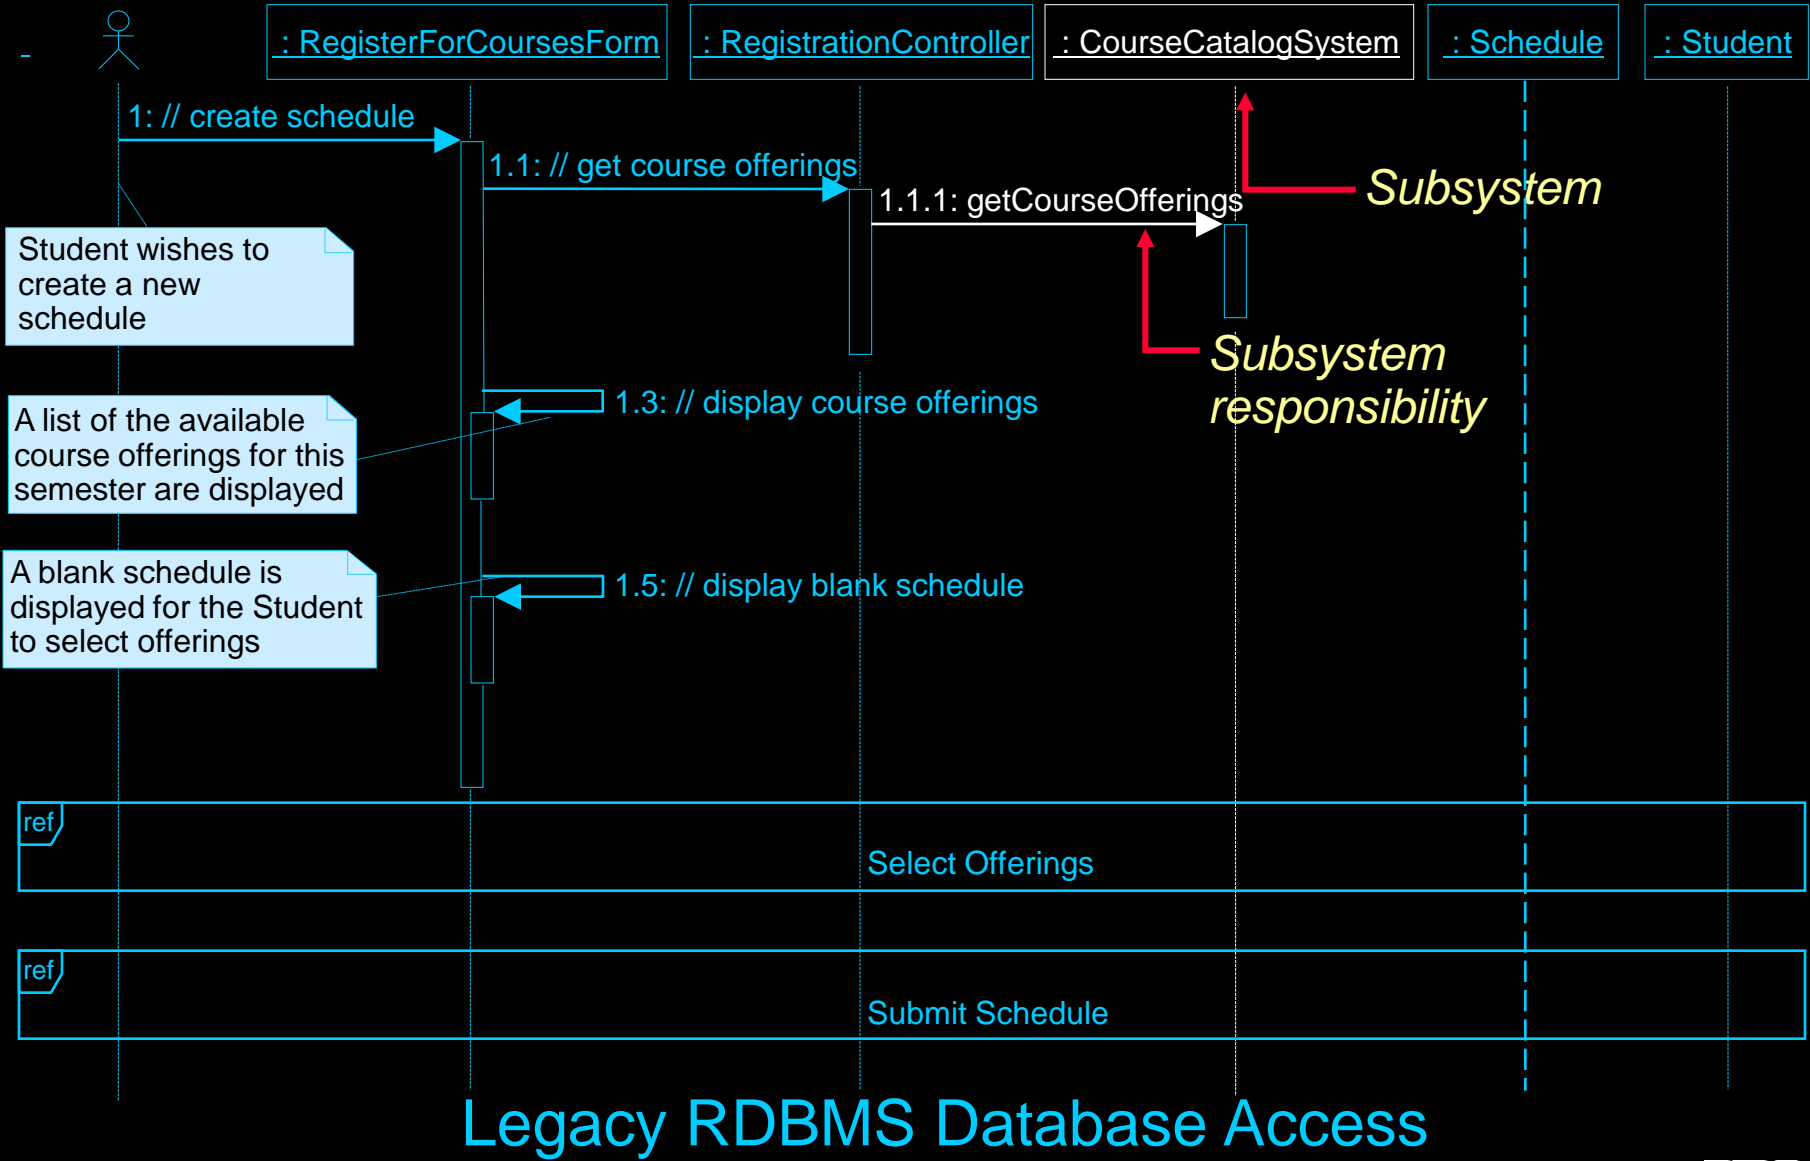 : RegisterForCoursesForm
: RegistrationController
: CourseCatalogSystem
: Schedule
: Student
1: // create schedule
1.1: // get course offerings
1.1.1: getCourseOfferings
Subsystem
Student wishes to
create a new
schedule
Subsystem
responsibility
1.3: // display course offerings
A list of the available
course offerings for this
semester are displayed
1.5: // display blank schedule
A blank schedule is
displayed for the Student
to select offerings
ref
Select Offerings
ref
Submit Schedule
Legacy RDBMS Database Access